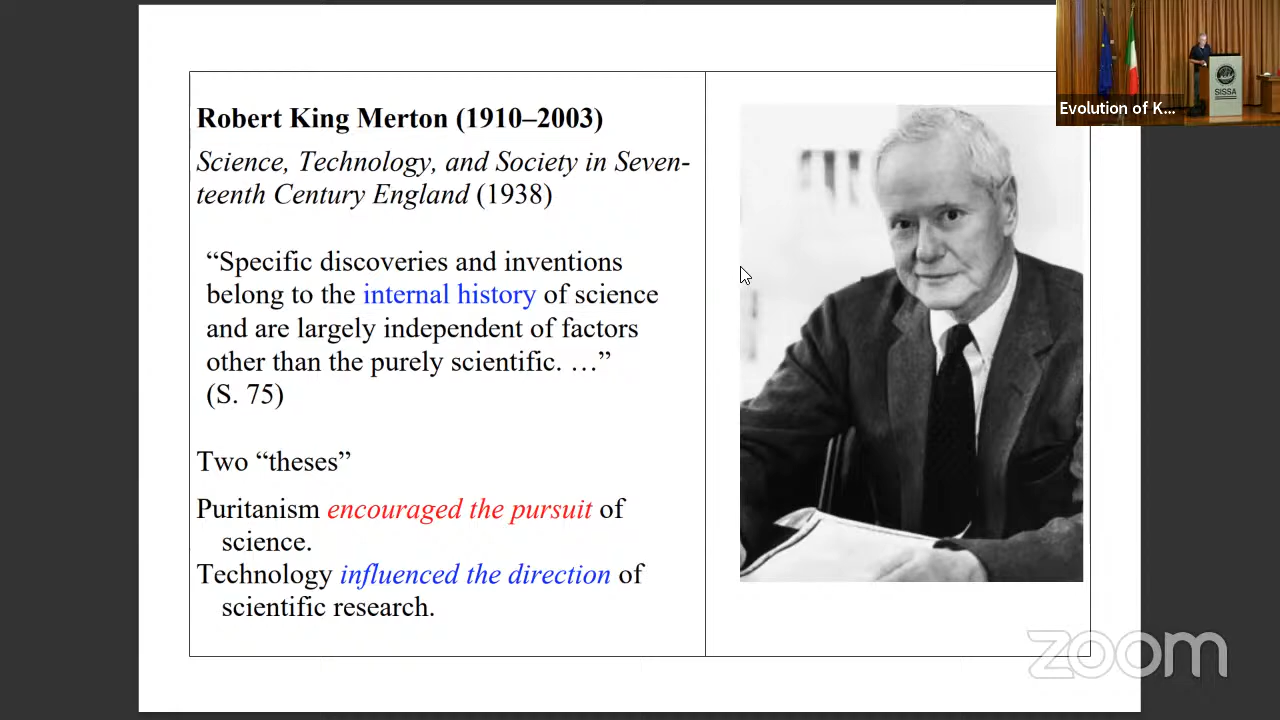 Robert King Merton (1910–2003)
Science, Technology, and Society in Seven-
teenth Century England (1938)
“Specific discoveries and inventions
belong to the internal history of science
and are largely independent of factors
other than the purely scientific. …”
(S. 75)
Two “theses”
Puritanism encouraged the pursuit of
science.
Technology influenced the direction of
scientific research.
Evolution of K...
SISSA
zoom